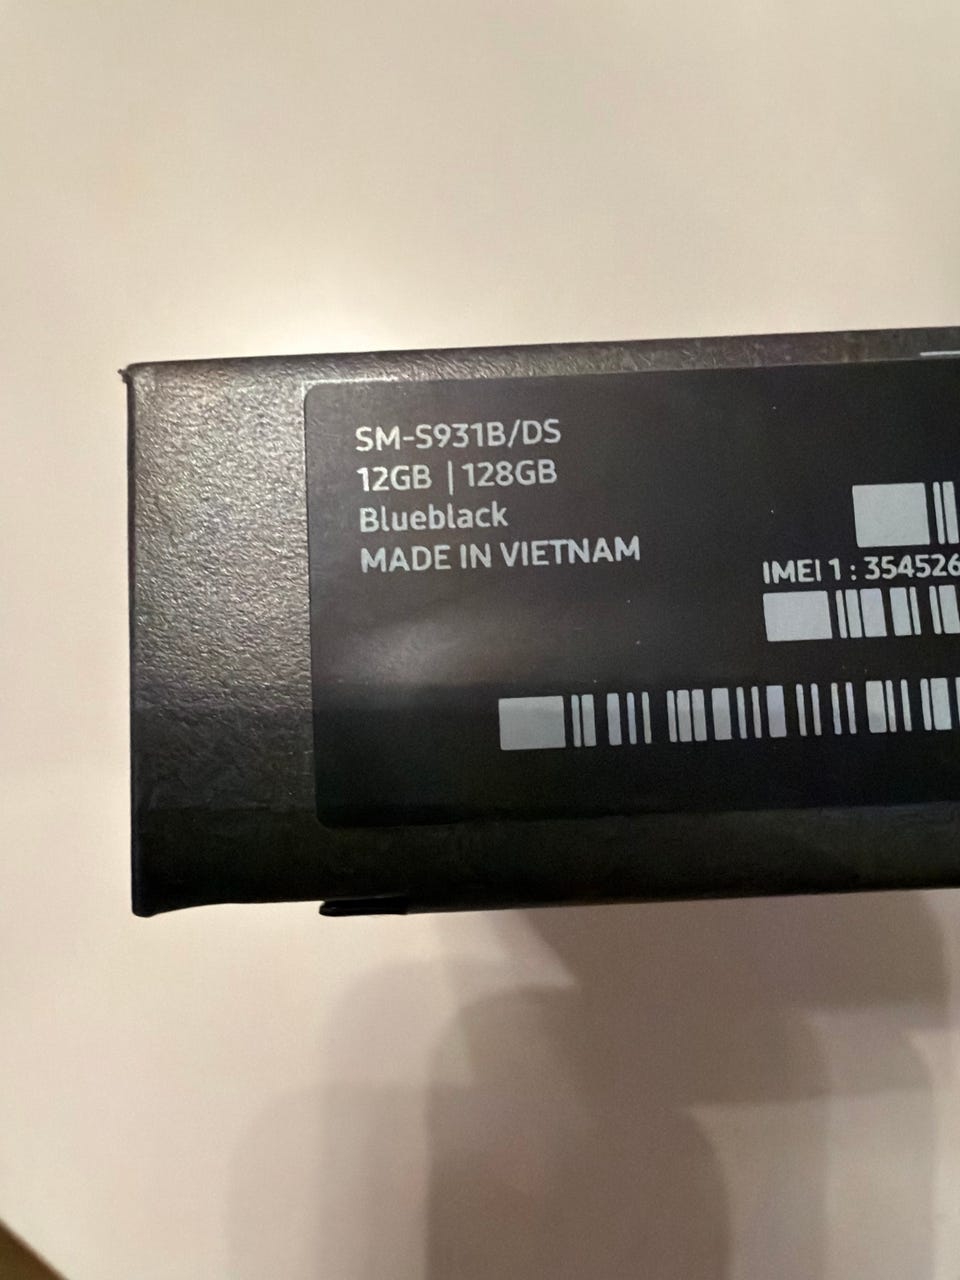 SM-S931B/DS
12GB | 128GB
Blueblack
MADE IN VIETNAM
IMEI 1 : 354526